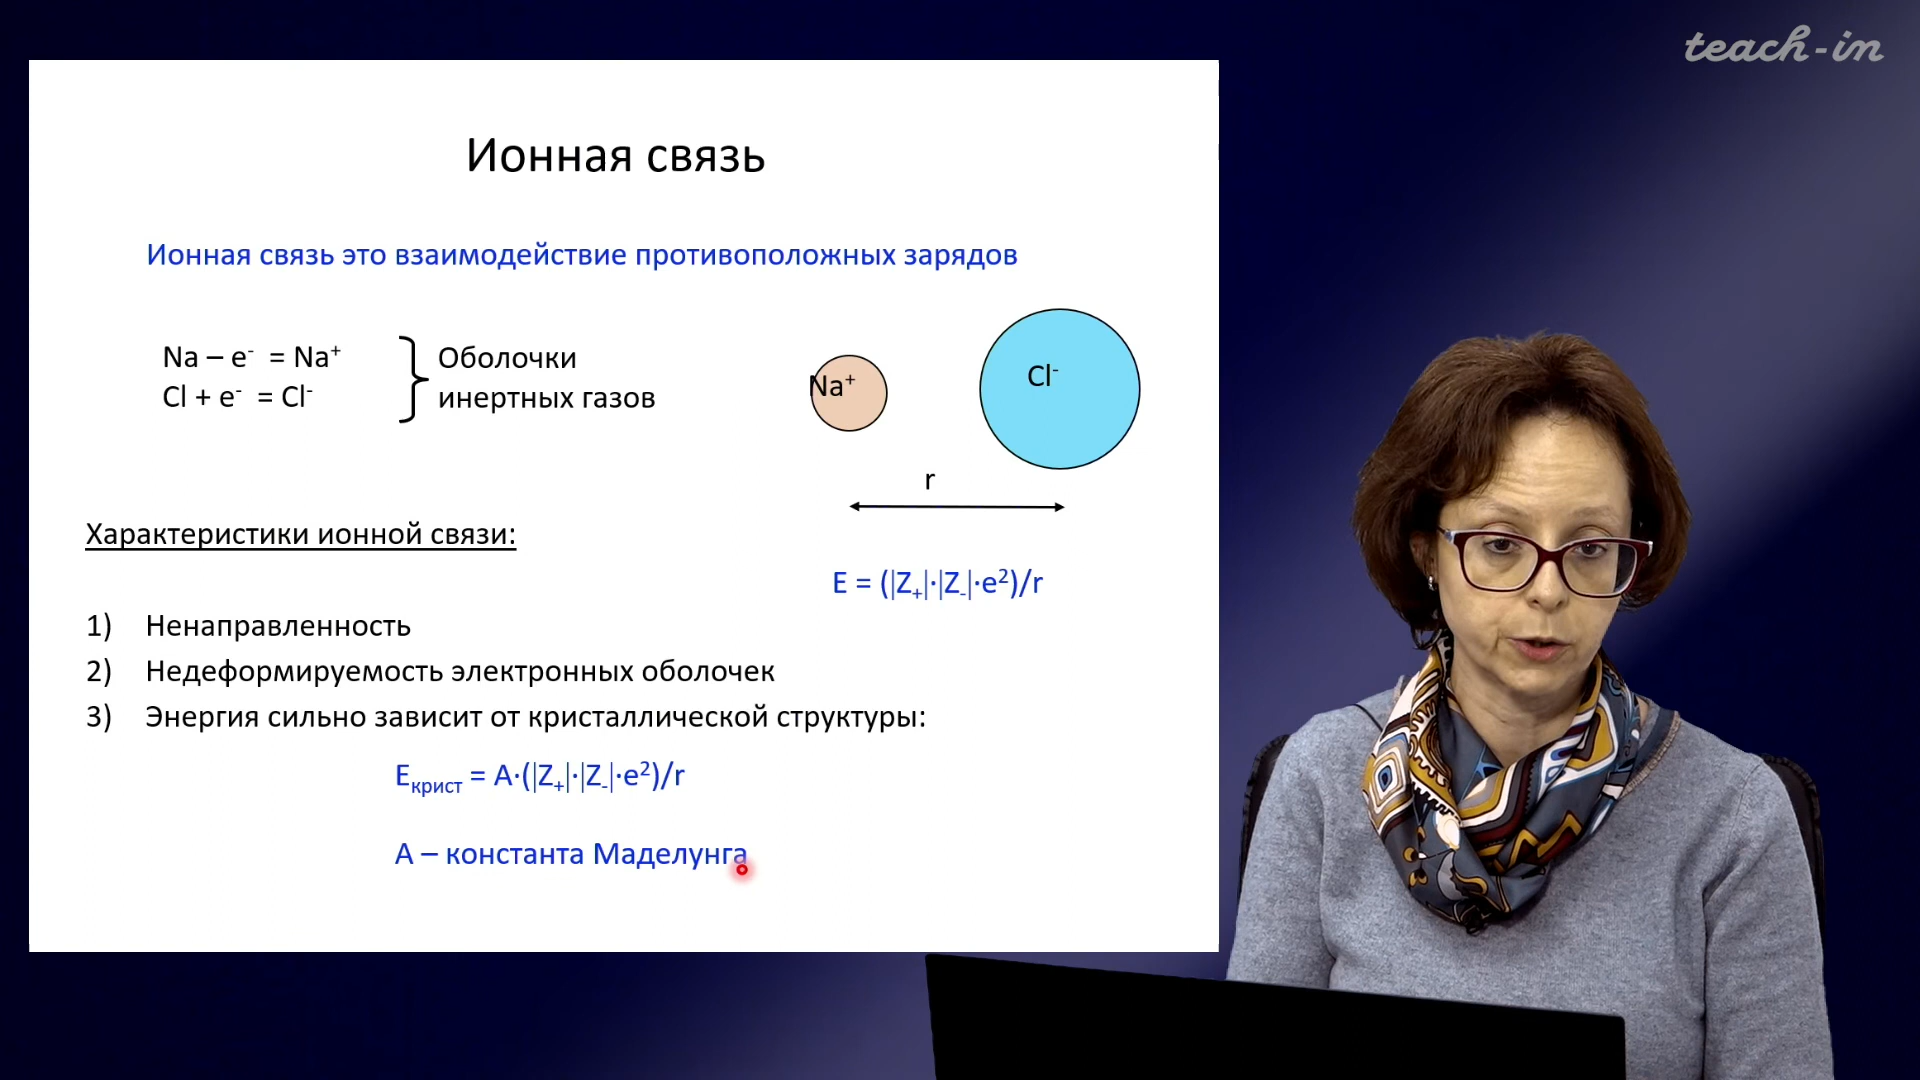 teach-in
Ионная связь
Ионная связь это взаимодействие противоположных зарядов
Na – e⁻ = Na⁺
Cl + e⁻ = Cl⁻
Оболочки
инертных газов
Na⁺
Cl⁻
r
Характеристики ионной связи:
E = (|Z₊|·|Z₋|·e²)/r
1) Ненаправленность
2) Недеформируемость электронных оболочек
3) Энергия сильно зависит от кристаллической структуры:
Eкрист = A·(|Z₊|·|Z₋|·e²)/r
A – константа Маделунга